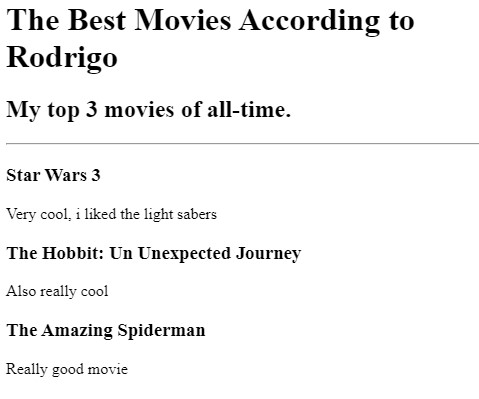 The Best Movies According to
Rodrigo
My top 3 movies of all-time.
Star Wars 3
Very cool, i liked the light sabers
The Hobbit: Un Unexpected Journey
Also really cool
The Amazing Spiderman
Really good movie